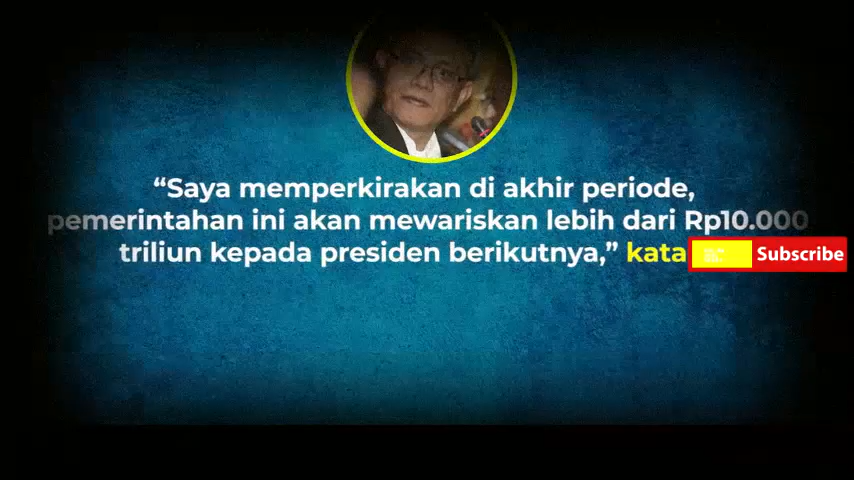 “Saya memperkirakan di akhir periode,
pemerintahan ini akan mewariskan lebih dari Rp10.000
triliun kepada presiden berikutnya,” kata
Subscribe